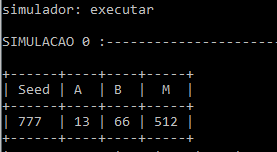 simulador: executar
SIMULACAO 0 :-----------------------
+------+----+----+-----+
| Seed | A  | B  | M   |
+------+----+----+-----+
| 777  | 13 | 66 | 512 |
+------+----+----+-----+